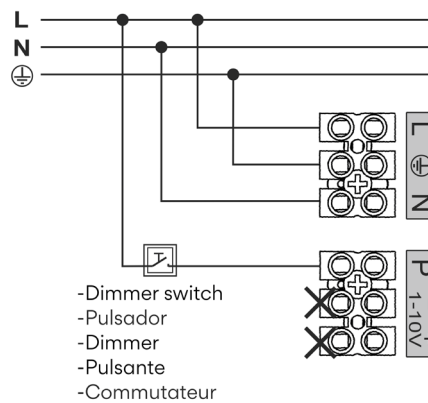 L
N
L
N
P
1-10V
-Dimmer switch
-Pulsador
-Dimmer
-Pulsante
-Commutateur